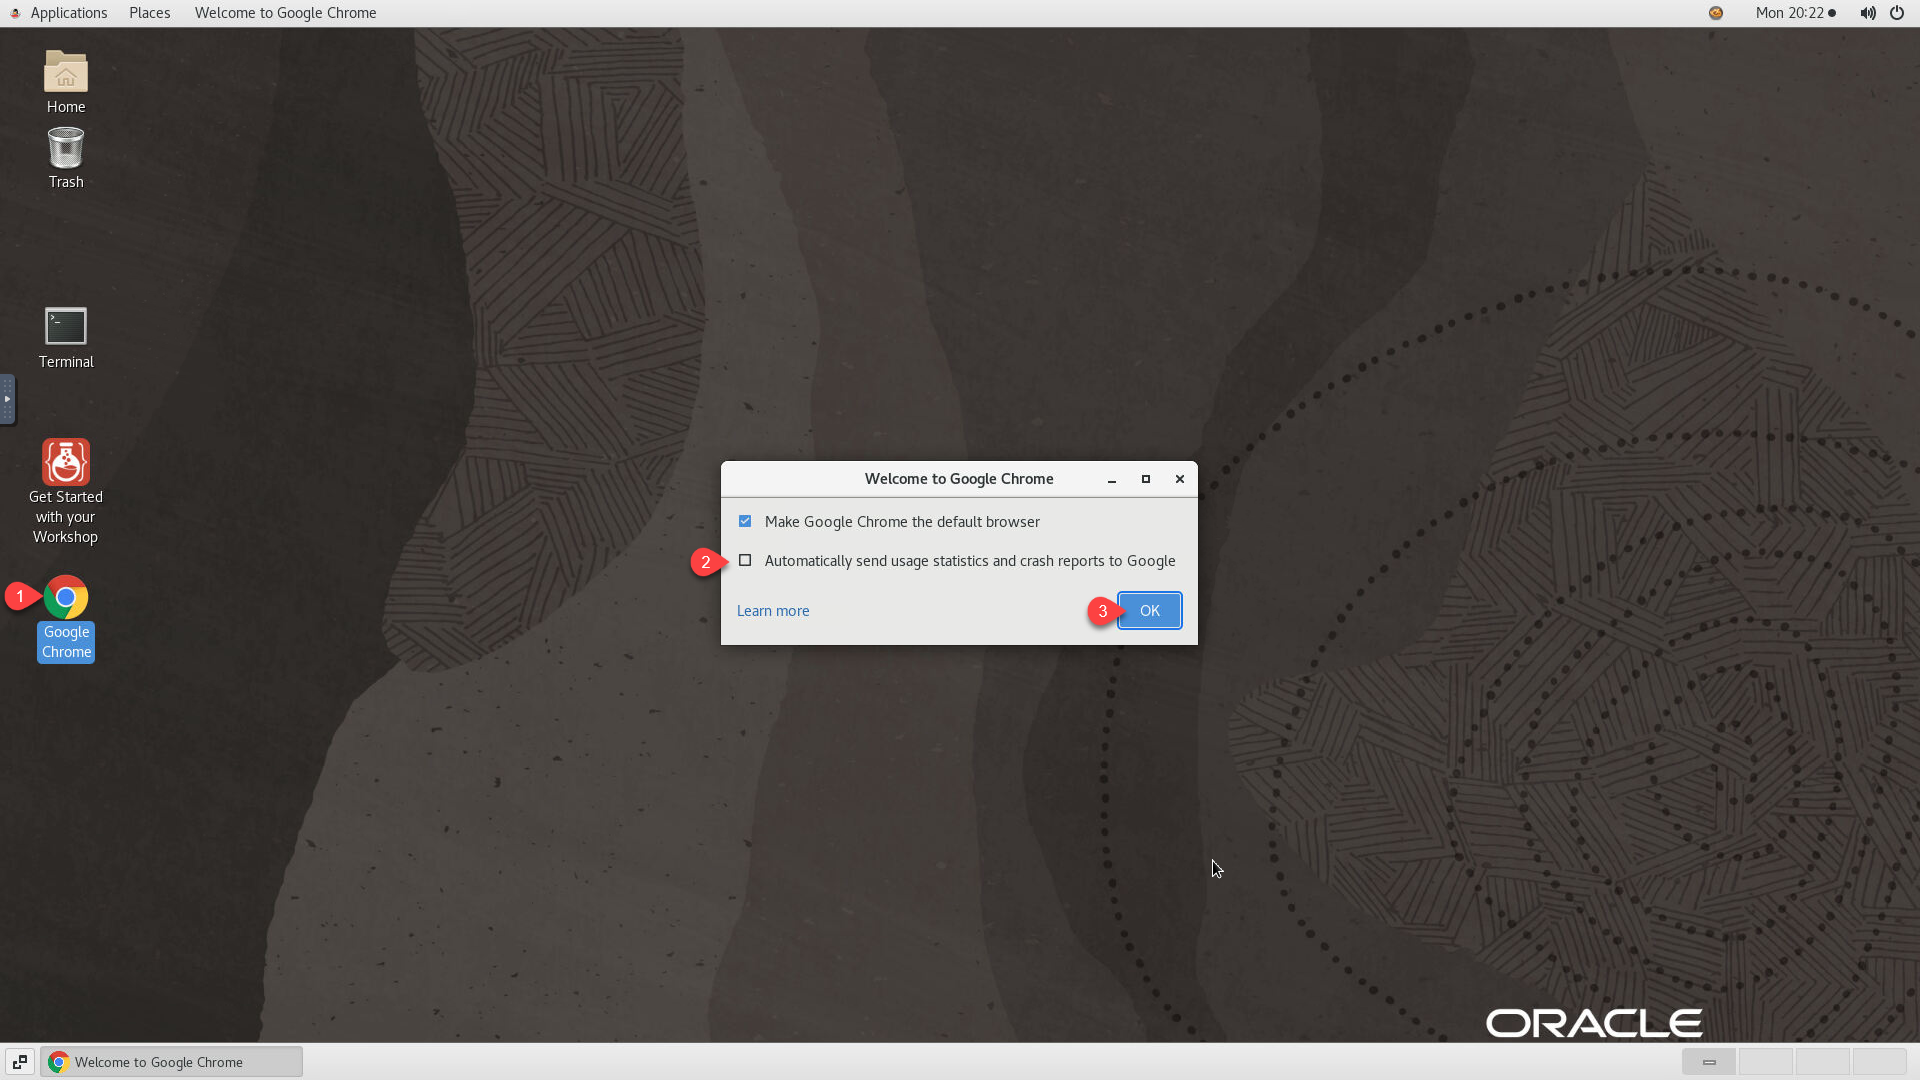 Applications Places Welcome to Google Chrome Mon 20:22
Home
Trash
Terminal
Get Started
with your
Workshop
1
Google
Chrome
Welcome to Google Chrome
Make Google Chrome the default browser
2 Automatically send usage statistics and crash reports to Google
Learn more 3 OK
ORACLE
Welcome to Google Chrome